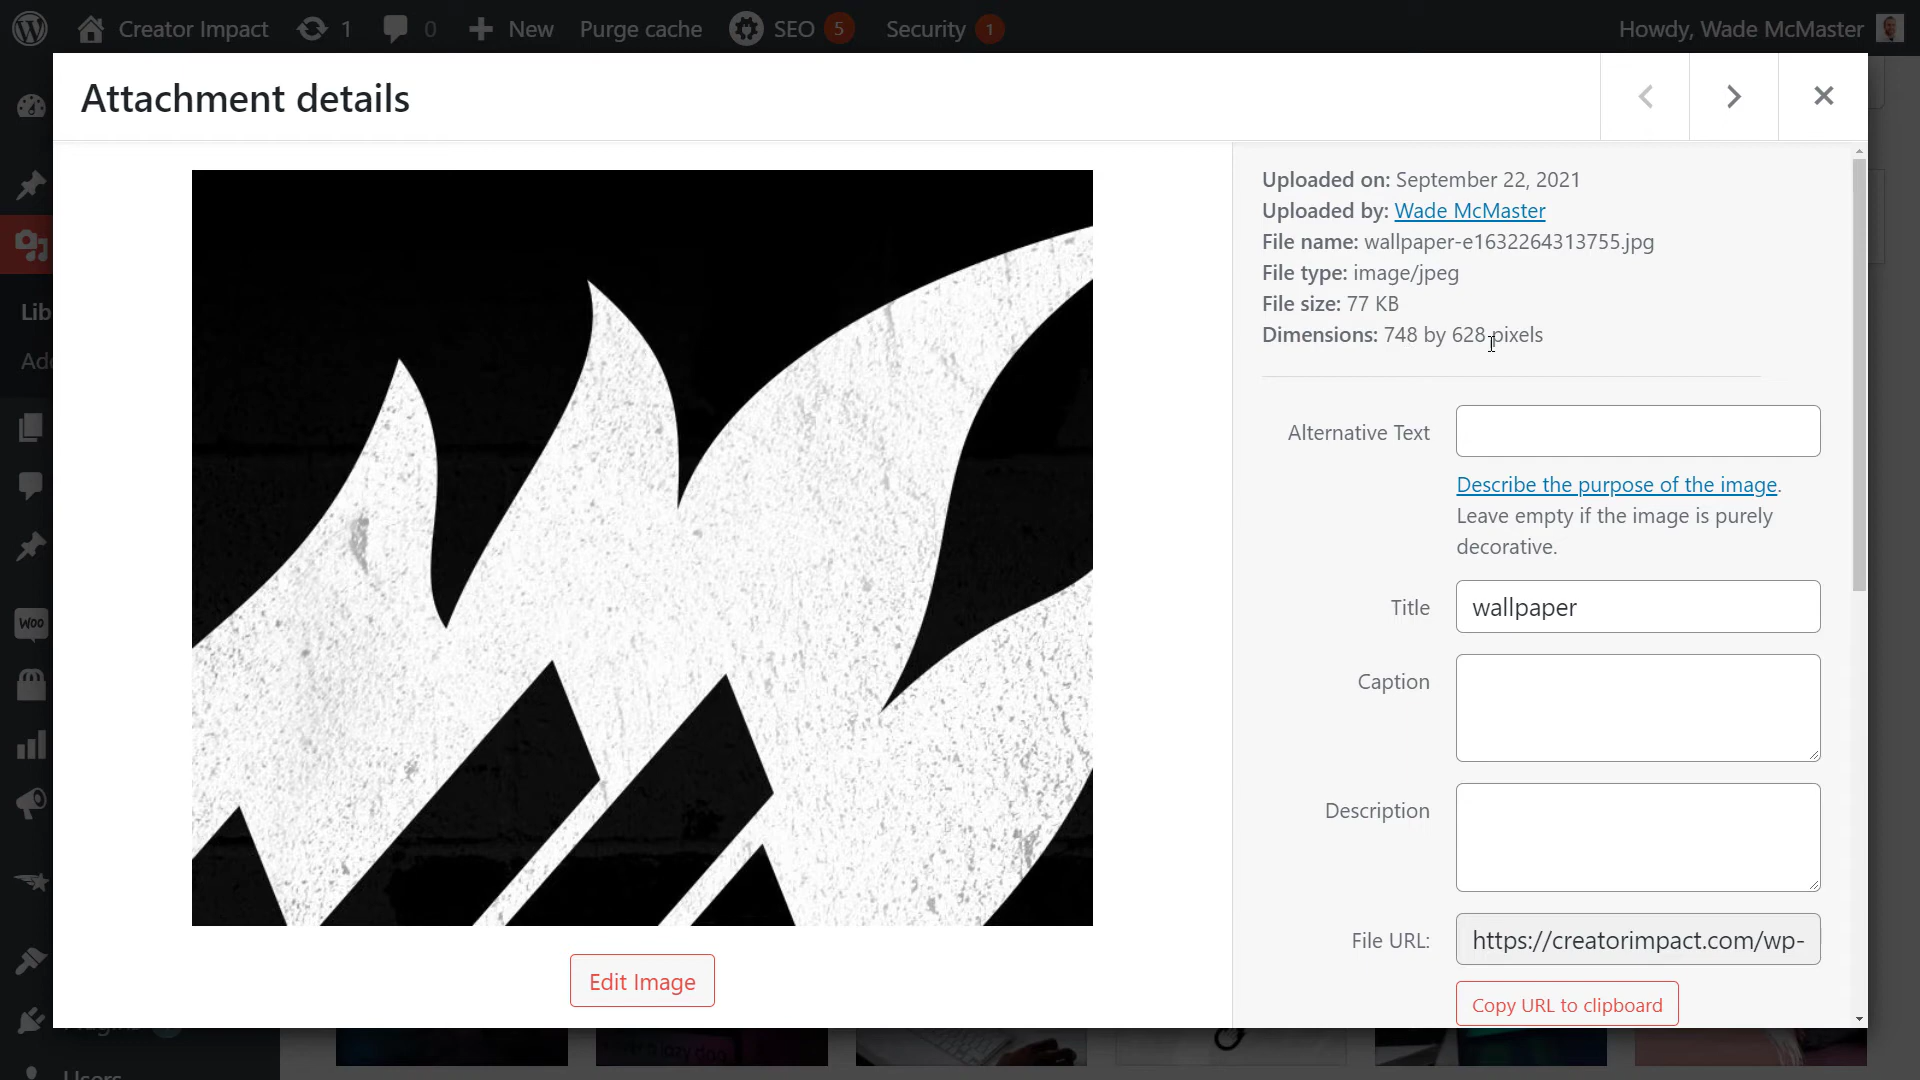 Creator Impact 1 0 New Purge cache SEO 5 Security 1 Howdy, Wade McMaster
Attachment details
Uploaded on: September 22, 2021
Uploaded by: Wade McMaster
File name: wallpaper-e1632264313755.jpg
File type: image/jpeg
File size: 77 KB
Dimensions: 748 by 628 pixels
Lib
Add
Alternative Text
Describe the purpose of the image.
Leave empty if the image is purely
decorative.
Title wallpaper
Caption
Woo
Description
File URL: https://creatorimpact.com/wp-
Edit Image
Copy URL to clipboard
Users